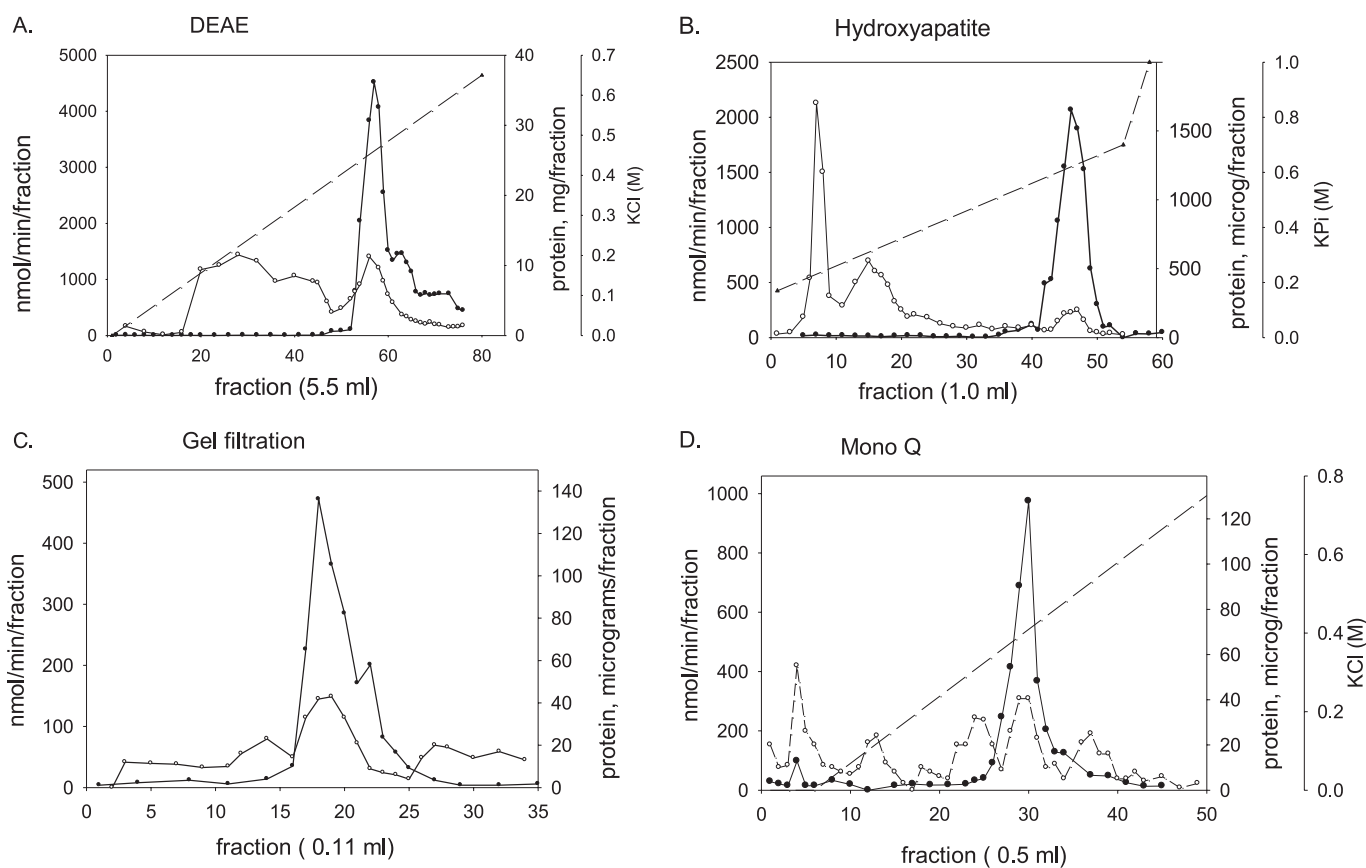 A. DEAE
5000
4000
3000
2000
1000
0
nmol/min/fraction
0 20 40 60 80
fraction (5.5 ml)
40
30
20
10
0
protein, mg/fraction
0.7
0.6
0.5
0.4
0.3
0.2
0.1
0.0
KCl (M)
B. Hydroxyapatite
2500
2000
1500
1000
500
0
nmol/min/fraction
0 10 20 30 40 50 60
fraction (1.0 ml)
1500
1000
500
0
protein, microg/fraction
1.0
0.8
0.6
0.4
0.2
0.0
KPi (M)
C. Gel filtration
500
400
300
200
100
0
nmol/min/fraction
0 5 10 15 20 25 30 35
fraction ( 0.11 ml)
140
120
100
80
60
40
20
0
protein, micrograms/fraction
D. Mono Q
1000
800
600
400
200
0
nmol/min/fraction
0 10 20 30 40 50
fraction ( 0.5 ml)
120
100
80
60
40
20
0
protein, microg/fraction
0.8
0.6
0.4
0.2
0.0
KCl (M)